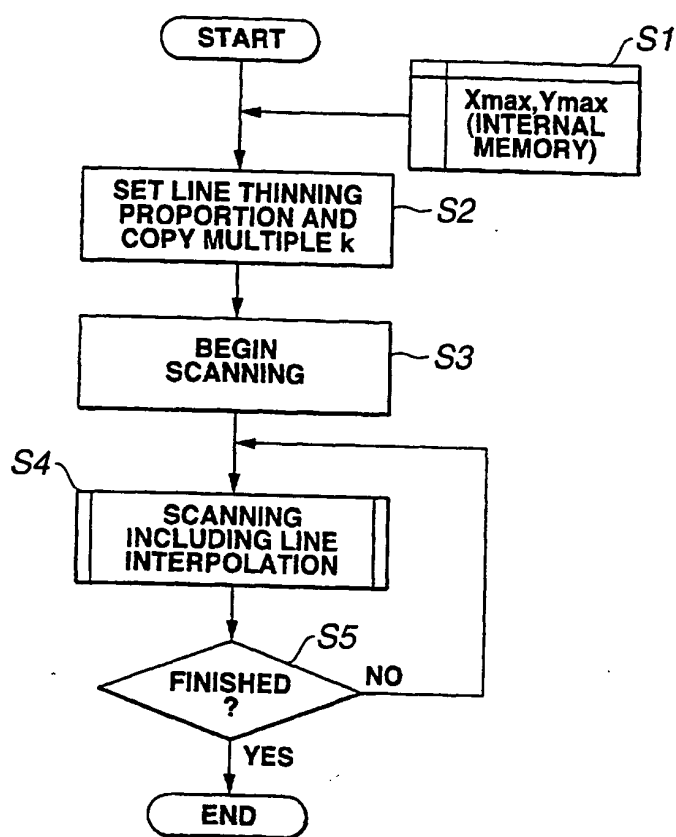 START
S1
Xmax,Ymax
(INTERNAL
MEMORY)
SET LINE THINNING
PROPORTION AND
COPY MULTIPLE k
S2
BEGIN
SCANNING
S3
S4
SCANNING
INCLUDING LINE
INTERPOLATION
S5
FINISHED
?
NO
YES
END